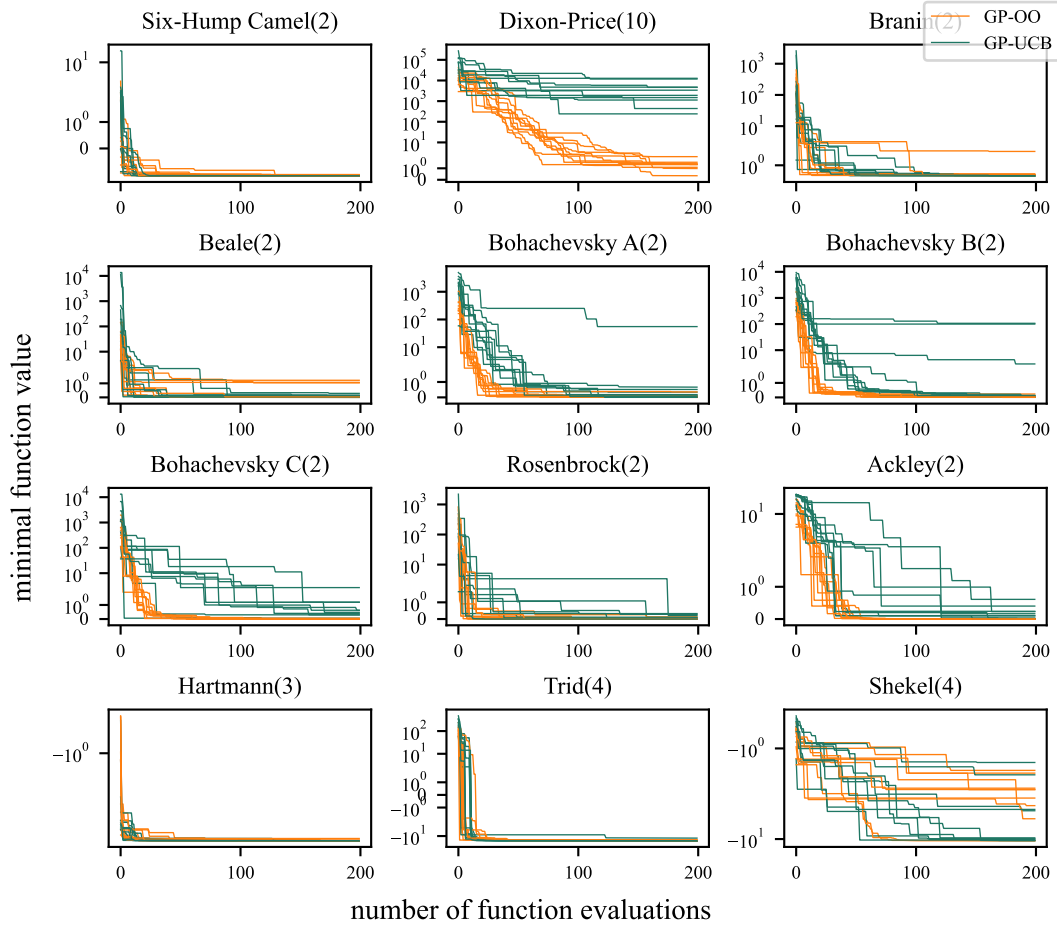 Six-Hump Camel(2)
Dixon-Price(10)
Branin(2)
GP-OO
GP-UCB
10^1
10^0
0
0 100 200
10^5
10^4
10^3
10^2
10^1
10^0
0
0 100 200
10^3
10^2
10^1
10^0
0 100 200
Beale(2)
Bohachevsky A(2)
Bohachevsky B(2)
10^4
10^3
10^2
10^1
10^0
0
0 100 200
10^3
10^2
10^1
10^0
0
0 100 200
10^4
10^3
10^2
10^1
10^0
0
0 100 200
minimal function value
Bohachevsky C(2)
Rosenbrock(2)
Ackley(2)
10^4
10^3
10^2
10^1
10^0
0
0 100 200
10^3
10^2
10^1
10^0
0
0 100 200
10^1
10^0
0
0 100 200
Hartmann(3)
Trid(4)
Shekel(4)
−10^0
0 100 200
10^2
10^1
10^0
0
−10^0
−10^1
0 100 200
−10^0
−10^1
0 100 200
number of function evaluations